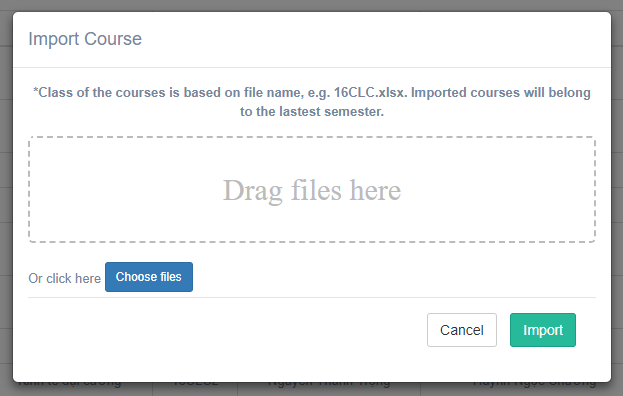 Import Course
*Class of the courses is based on file name, e.g. 16CLC.xlsx. Imported courses will belong
to the lastest semester.
Drag files here
Or click here Choose files
Cancel Import